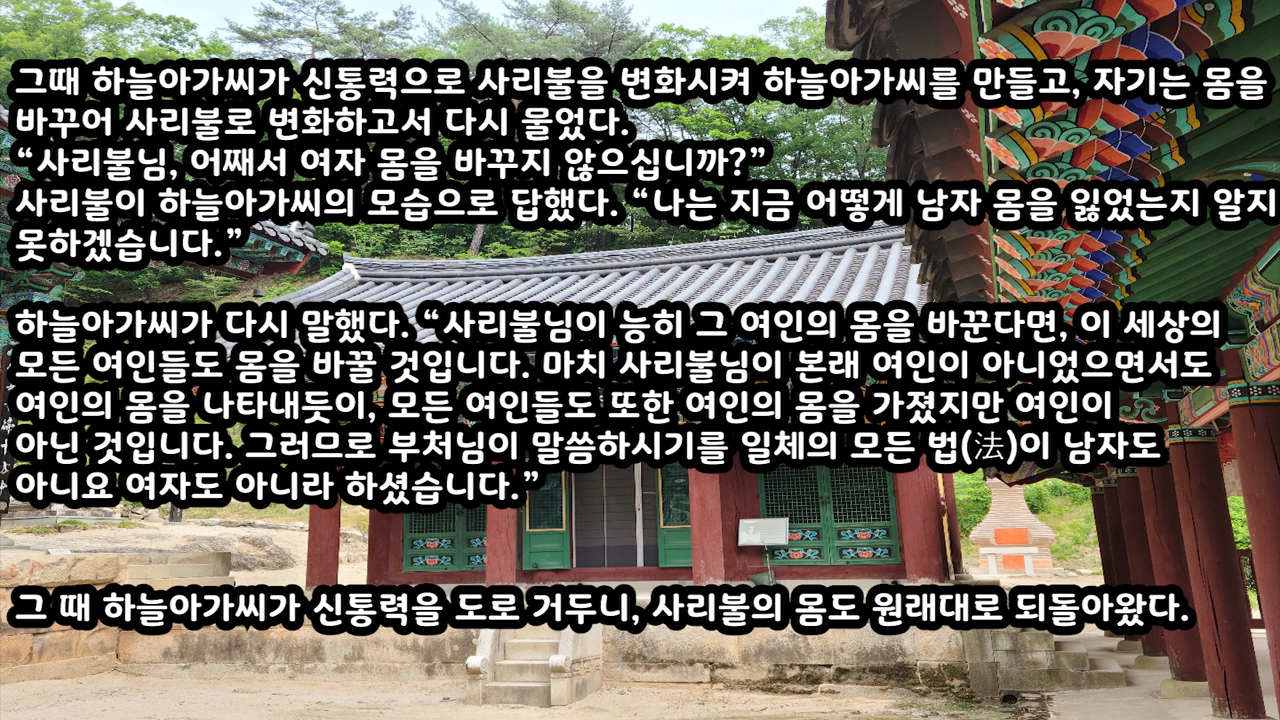 그때 하늘아가씨가 신통력으로 사리불을 변화시켜 하늘아가씨를 만들고, 자기는 몸을
바꾸어 사리불로 변화하고서 다시 물었다.
“사리불님, 어째서 여자 몸을 바꾸지 않으십니까?”
사리불이 하늘아가씨의 모습으로 답했다. “나는 지금 어떻게 남자 몸을 잃었는지 알지
못하겠습니다.”
하늘아가씨가 다시 말했다. “사리불님이 능히 그 여인의 몸을 바꾼다면, 이 세상의
모든 여인들도 몸을 바꿀 것입니다. 마치 사리불님이 본래 여인이 아니었으면서도
여인의 몸을 나타내듯이, 모든 여인들도 또한 여인의 몸을 가졌지만 여인이
아닌 것입니다. 그러므로 부처님이 말씀하시기를 일체의 모든 법(法)이 남자도
아니요 여자도 아니라 하셨습니다.”
그 때 하늘아가씨가 신통력을 도로 거두니, 사리불의 몸도 원래대로 되돌아왔다.